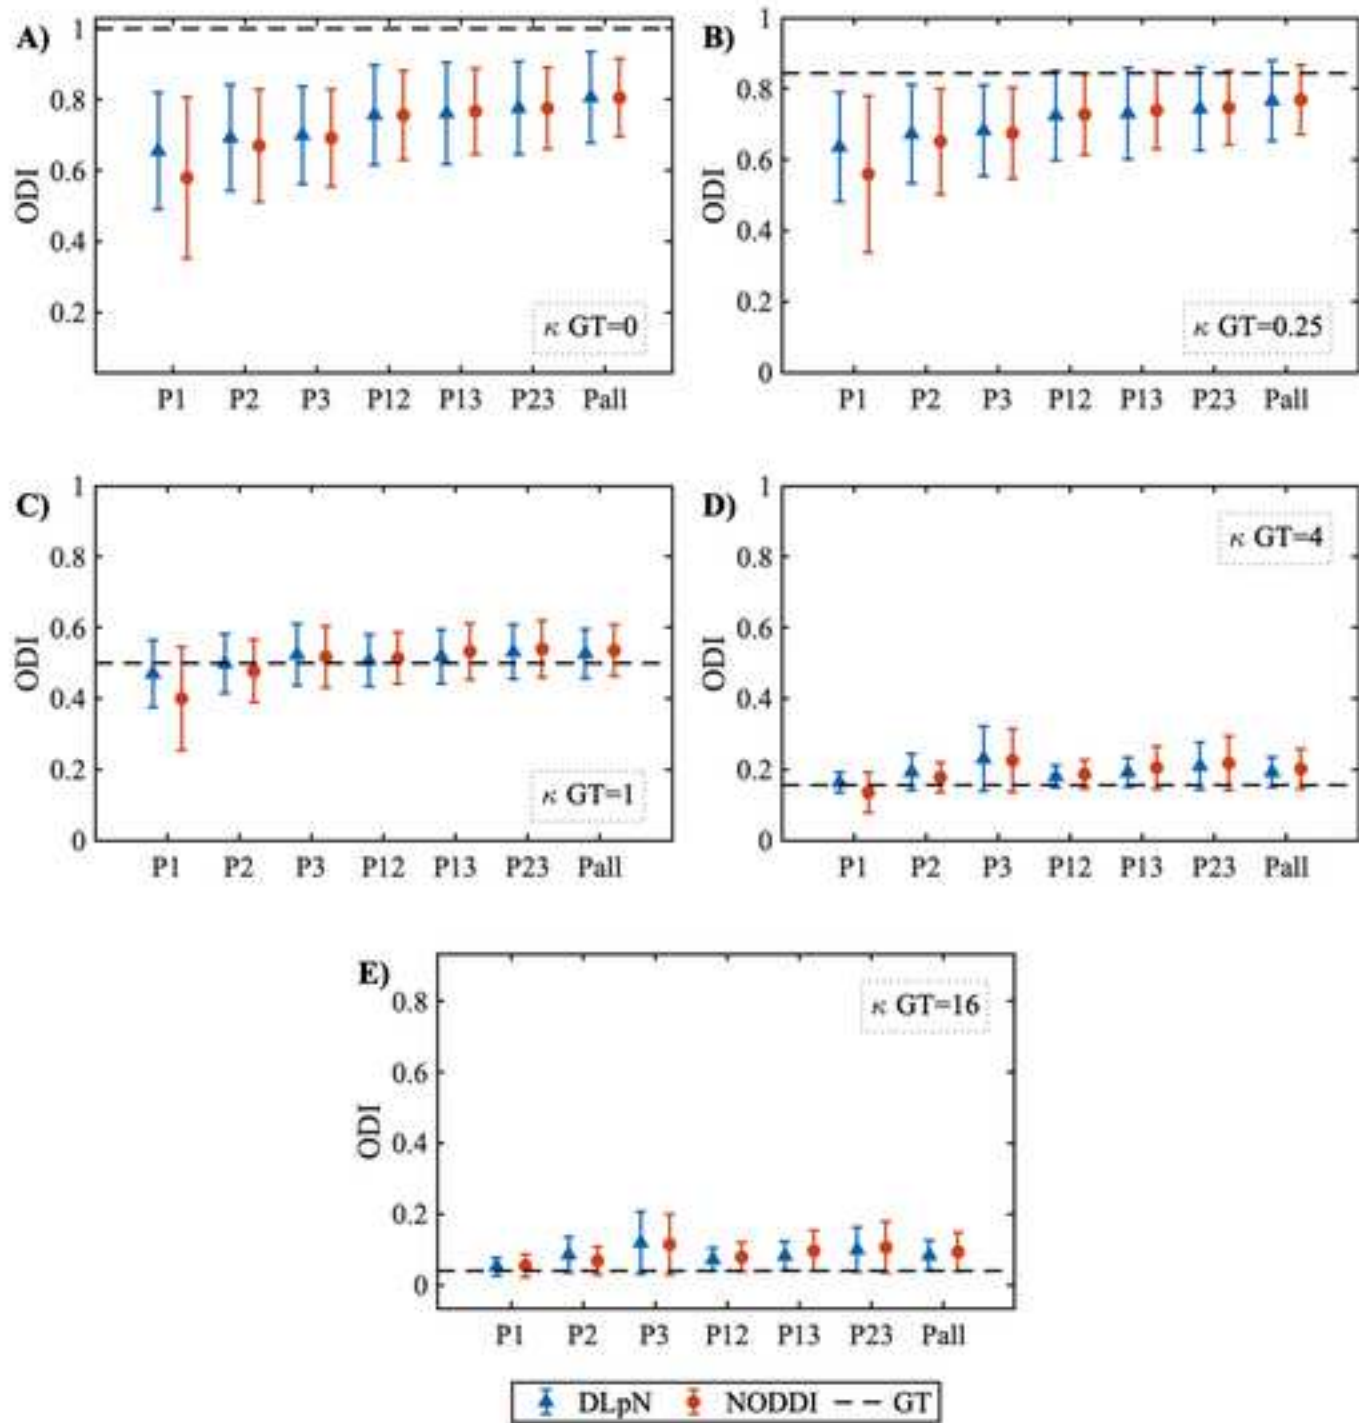 A)
1
0.8
0.6
0.4
0.2
ODI
κ GT=0
P1 P2 P3 P12 P13 P23 Pall
B)
1
0.8
0.6
0.4
0.2
0
ODI
κ GT=0.25
P1 P2 P3 P12 P13 P23 Pall
C)
1
0.8
0.6
0.4
0.2
0
ODI
κ GT=1
P1 P2 P3 P12 P13 P23 Pall
D)
1
0.8
0.6
0.4
0.2
0
ODI
κ GT=4
P1 P2 P3 P12 P13 P23 Pall
E)
0.8
0.6
0.4
0.2
0
ODI
κ GT=16
P1 P2 P3 P12 P13 P23 Pall
DLpN NODDI GT